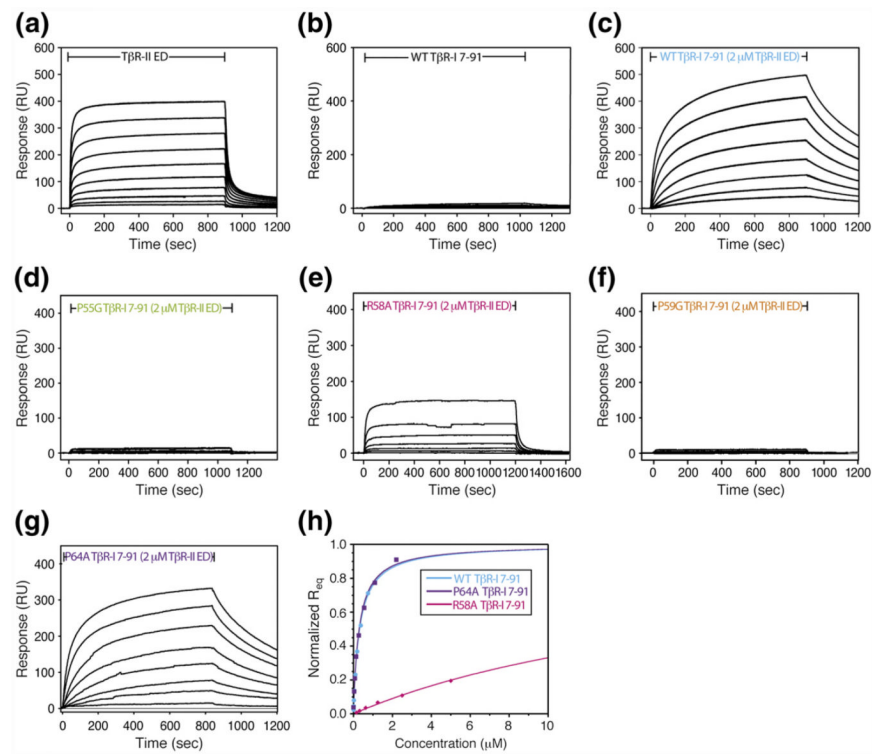 (a)
600
500
400
300
200
100
0
Response (RU)
TβR-II ED
0 200 400 600 800 1000 1200
Time (sec)
(b)
600
500
400
300
200
100
0
Response (RU)
WT TβR-I 7-91
0 200 400 600 800 1000 1200
Time (sec)
(c)
600
500
400
300
200
100
0
Response (RU)
WT TβR-I 7-91 (2 μM TβR-II ED)
0 200 400 600 800 1000 1200
Time (sec)
(d)
400
300
200
100
0
Response (RU)
P55G TβR-I 7-91 (2 μM TβR-II ED)
0 200 400 600 800 1000 1200
Time (sec)
(e)
400
300
200
100
0
Response (RU)
R58A TβR-I 7-91 (2 μM TβR-II ED)
0 200 400 600 800 1000 1200 1400 1600
Time (sec)
(f)
400
300
200
100
0
Response (RU)
P59G TβR-I 7-91 (2 μM TβR-II ED)
0 200 400 600 800 1000 1200
Time (sec)
(g)
400
300
200
100
0
Response (RU)
P64A TβR-I 7-91 (2 μM TβR-II ED)
0 200 400 600 800 1000 1200
Time (sec)
(h)
1.0
0.8
0.6
0.4
0.2
0.0
Normalized Req
WT TβR-I 7-91
P64A TβR-I 7-91
R58A TβR-I 7-91
0 2 4 6 8 10
Concentration (μM)